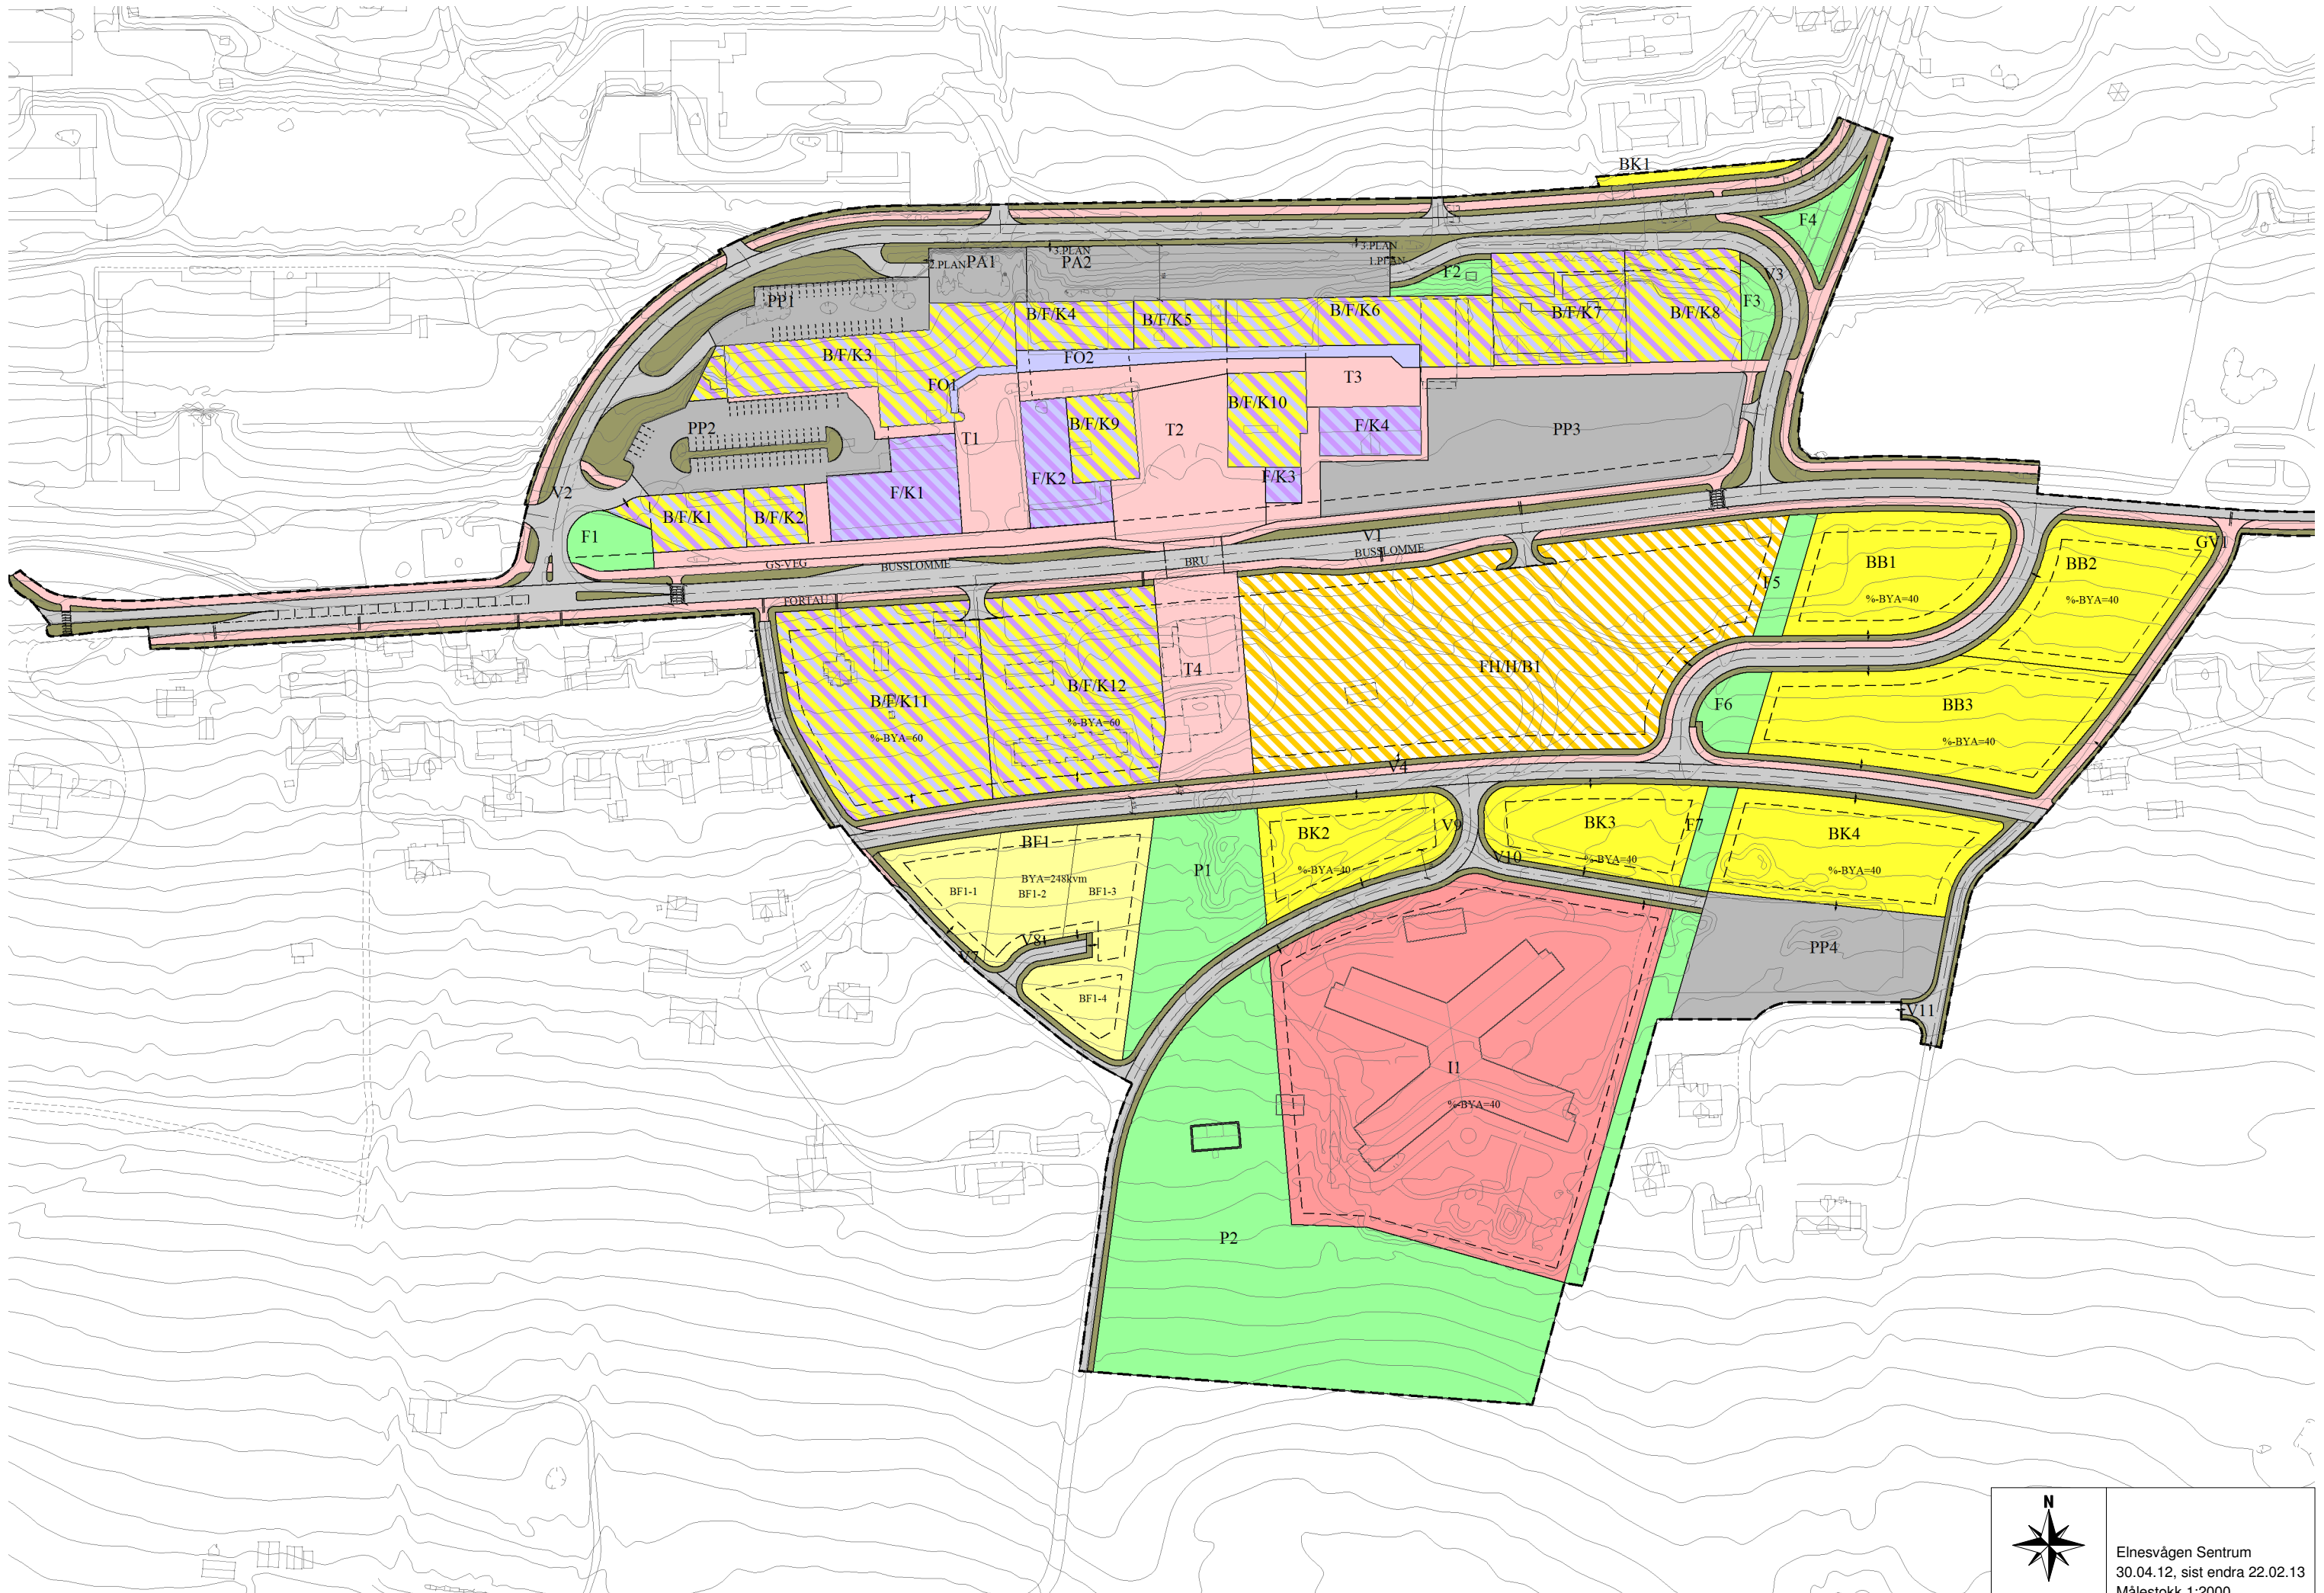 BK1
F4
3.PLAN
3.PLAN
2.PLAN
PA1
PA2
1.PLAN
F2
V3
PP1
F3
B/F/K4
B/F/K5
B/F/K6
B/F/K7
B/F/K8
B/F/K3
FO2
FO1
T3
B/F/K10
B/F/K9
F/K4
PP2
T1
T2
PP3
F/K2
F/K3
V2
F/K1
B/F/K1
B/F/K2
F1
V1
GV1
BUSSLOMME
GS-VEG
BUSSLOMME
BRU
BB1
BB2
F5
FORTAU
%-BYA=40
%-BYA=40
FH/H/B1
T4
B/F/K12
B/F/K11
F6
BB3
%-BYA=60
%-BYA=60
%-BYA=40
V4
BK2
V9
BK3
F7
BK4
BF1
V10
%-BYA=40
%-BYA=40
%-BYA=40
P1
BYA=248kvm
BF1-1
BF1-2
BF1-3
V8
V7
PP4
BF1-4
V11
I1
%-BYA=40
P2
N
Elnesvågen Sentrum
30.04.12, sist endra 22.02.13
Målestokk 1:2000